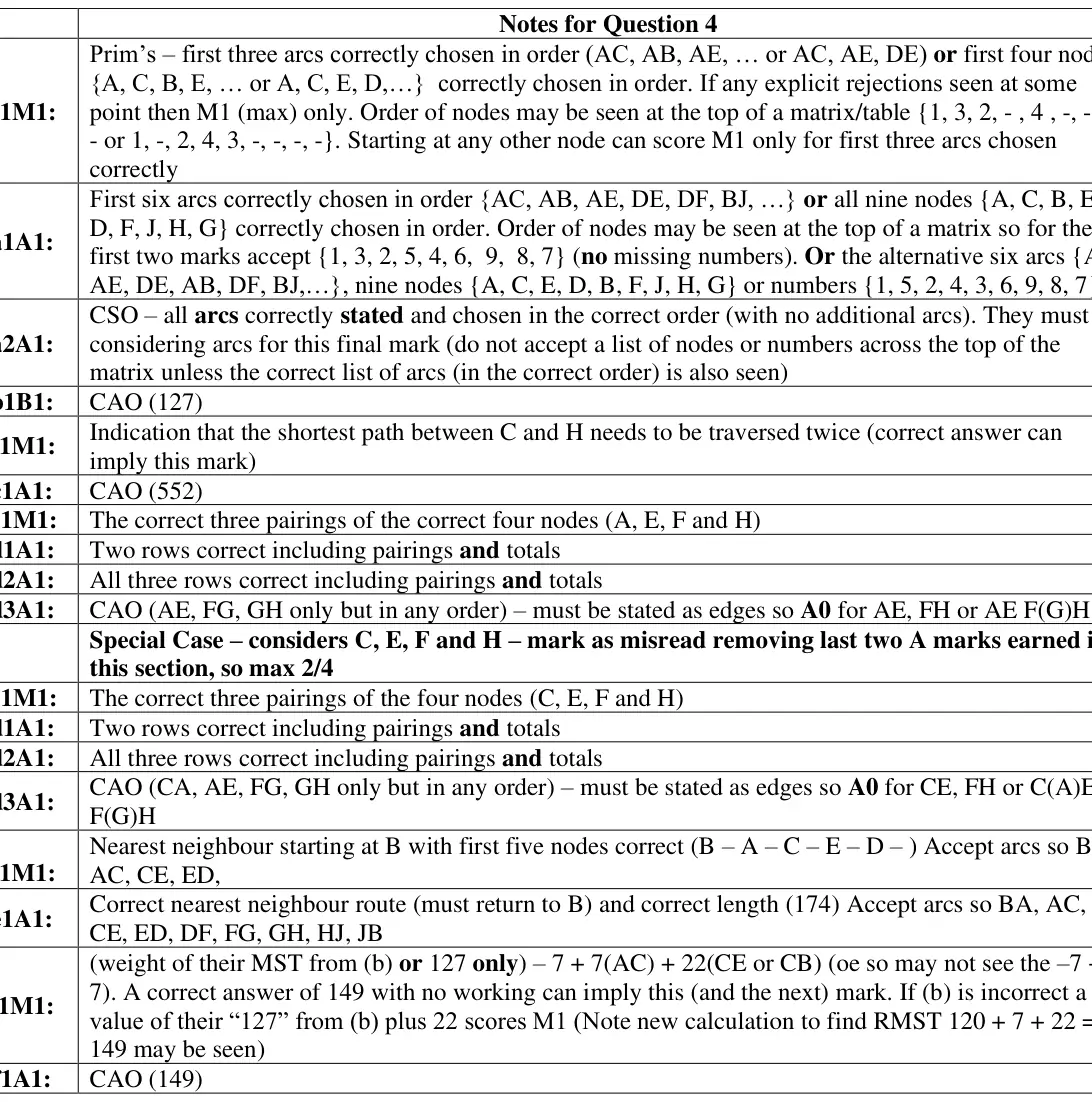 Notes for Question 4
Prim's – first three arcs correctly chosen in order (AC, AB, AE, … or AC, AE, DE) or first four nod
{A, C, B, E, … or A, C, E, D,…} correctly chosen in order. If any explicit rejections seen at some
1M1: point then M1 (max) only. Order of nodes may be seen at the top of a matrix/table {1, 3, 2, - , 4 , -, -
- or 1, -, 2, 4, 3, -, -, -, -}. Starting at any other node can score M1 only for first three arcs chosen
correctly
First six arcs correctly chosen in order {AC, AB, AE, DE, DF, BJ, …} or all nine nodes {A, C, B, E
D, F, J, H, G} correctly chosen in order. Order of nodes may be seen at the top of a matrix so for the
1A1: first two marks accept {1, 3, 2, 5, 4, 6, 9, 8, 7} (no missing numbers). Or the alternative six arcs {A
AE, DE, AB, DF, BJ,…}, nine nodes {A, C, E, D, B, F, J, H, G} or numbers {1, 5, 2, 4, 3, 6, 9, 8, 7}
CSO – all arcs correctly stated and chosen in the correct order (with no additional arcs). They must
2A1: considering arcs for this final mark (do not accept a list of nodes or numbers across the top of the
matrix unless the correct list of arcs (in the correct order) is also seen)
1B1: CAO (127)
1M1: Indication that the shortest path between C and H needs to be traversed twice (correct answer can
imply this mark)
1A1: CAO (552)
1M1: The correct three pairings of the correct four nodes (A, E, F and H)
1A1: Two rows correct including pairings and totals
2A1: All three rows correct including pairings and totals
3A1: CAO (AE, FG, GH only but in any order) – must be stated as edges so A0 for AE, FH or AE F(G)H
Special Case – considers C, E, F and H – mark as misread removing last two A marks earned i
this section, so max 2/4
1M1: The correct three pairings of the four nodes (C, E, F and H)
1A1: Two rows correct including pairings and totals
2A1: All three rows correct including pairings and totals
3A1: CAO (CA, AE, FG, GH only but in any order) – must be stated as edges so A0 for CE, FH or C(A)E
F(G)H
Nearest neighbour starting at B with first five nodes correct (B – A – C – E – D – ) Accept arcs so B
1M1: AC, CE, ED,
1A1: Correct nearest neighbour route (must return to B) and correct length (174) Accept arcs so BA, AC,
CE, ED, DF, FG, GH, HJ, JB
(weight of their MST from (b) or 127 only) – 7 + 7(AC) + 22(CE or CB) (oe so may not see the –7
1M1: 7). A correct answer of 149 with no working can imply this (and the next) mark. If (b) is incorrect a
value of their “127” from (b) plus 22 scores M1 (Note new calculation to find RMST 120 + 7 + 22 =
149 may be seen)
1A1: CAO (149)